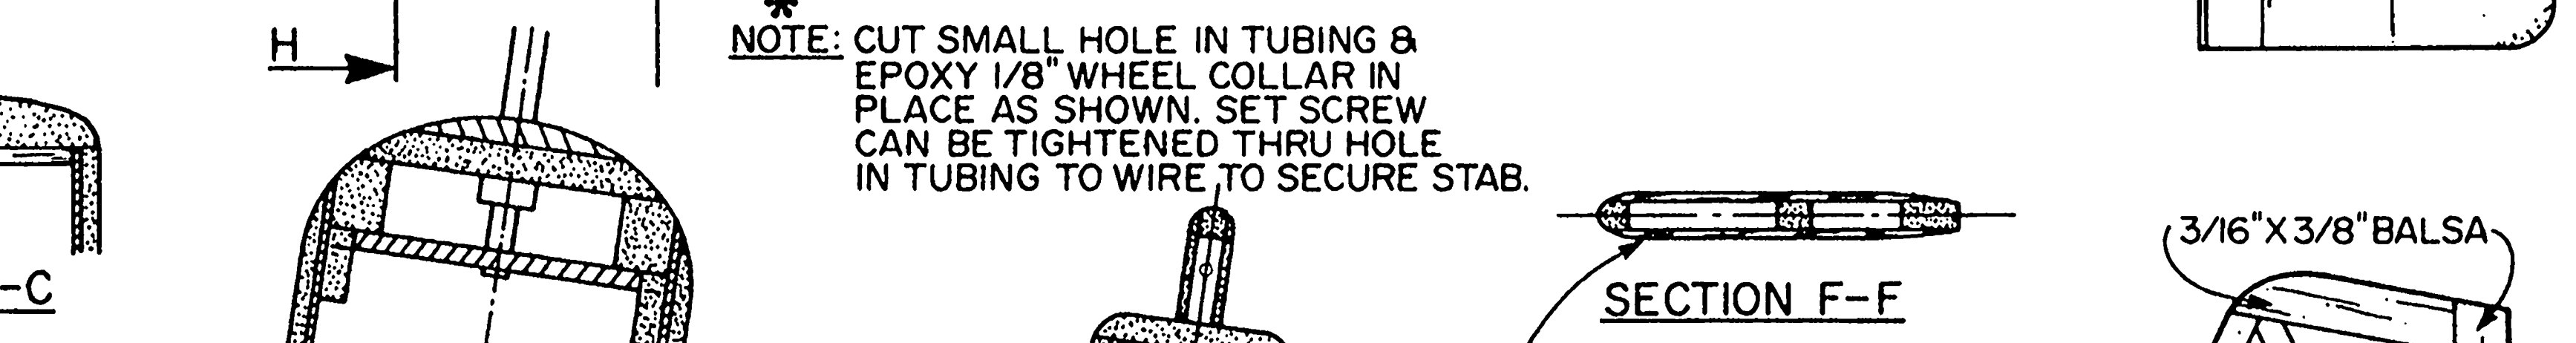 *
H
NOTE: CUT SMALL HOLE IN TUBING &
EPOXY 1/8" WHEEL COLLAR IN
PLACE AS SHOWN. SET SCREW
CAN BE TIGHTENED THRU HOLE
IN TUBING TO WIRE TO SECURE STAB.
3/16"X3/8"BALSA
-C
SECTION F-F